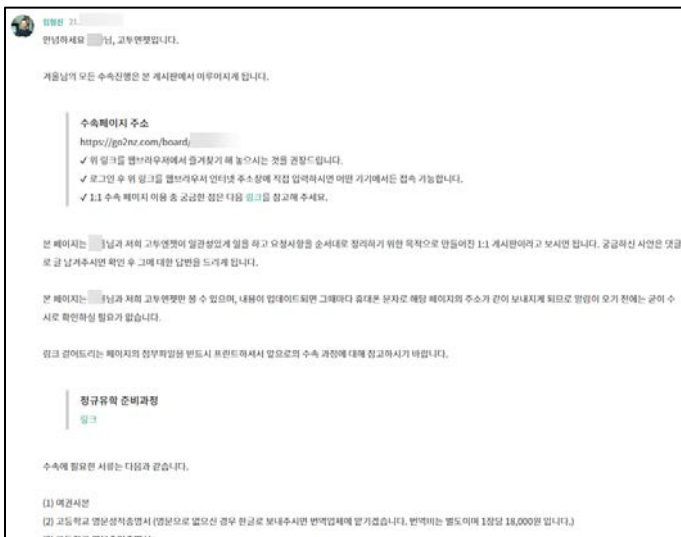 임형진 21.
안녕하세요 님, 고투엔젯입니다.
겨울님의 모든 수속진행은 본 게시판에서 이루어지게 됩니다.
수속페이지 주소
https://go2nz.com/board/
✓ 위 링크를 웹브라우저에서 즐겨찾기 해 놓으시는 것을 권장드립니다.
✓ 로그인 후 위 링크를 웹브라우저 인터넷 주소창에 직접 입력하시면 어떤 기기에서든 접속 가능합니다.
✓ 1:1 수속 페이지 이용 중 궁금한 점은 다음 링크를 참고해 주세요.
본 페이지는 님과 저희 고투엔젯이 일관성있게 일을 하고 요청사항을 순서대로 정리하기 위한 목적으로 만들어진 1:1 게시판이라고 보시면 됩니다. 궁금하신 사안은 댓글
로 글 남겨주시면 확인 후 그에 대한 답변을 드리게 됩니다.
본 페이지는 님과 저희 고투엔젯만 볼 수 있으며, 내용이 업데이트되면 그때마다 휴대폰 문자로 해당 페이지의 주소가 같이 보내지게 되므로 알림이 오기 전에는 굳이 수
시로 확인하실 필요가 없습니다.
링크 걸어드리는 페이지의 첨부파일을 반드시 프린트하셔서 앞으로의 수속 과정에 대해 참고하시기 바랍니다.
정규유학 준비과정
링크
수속에 필요한 서류는 다음과 같습니다.
(1) 여권사본
(2) 고등학교 영문성적증명서 (영문으로 없으신 경우 한글로 보내주시면 번역업체에 맡기겠습니다. 번역비는 별도이며 1장당 18,000원 입니다.)